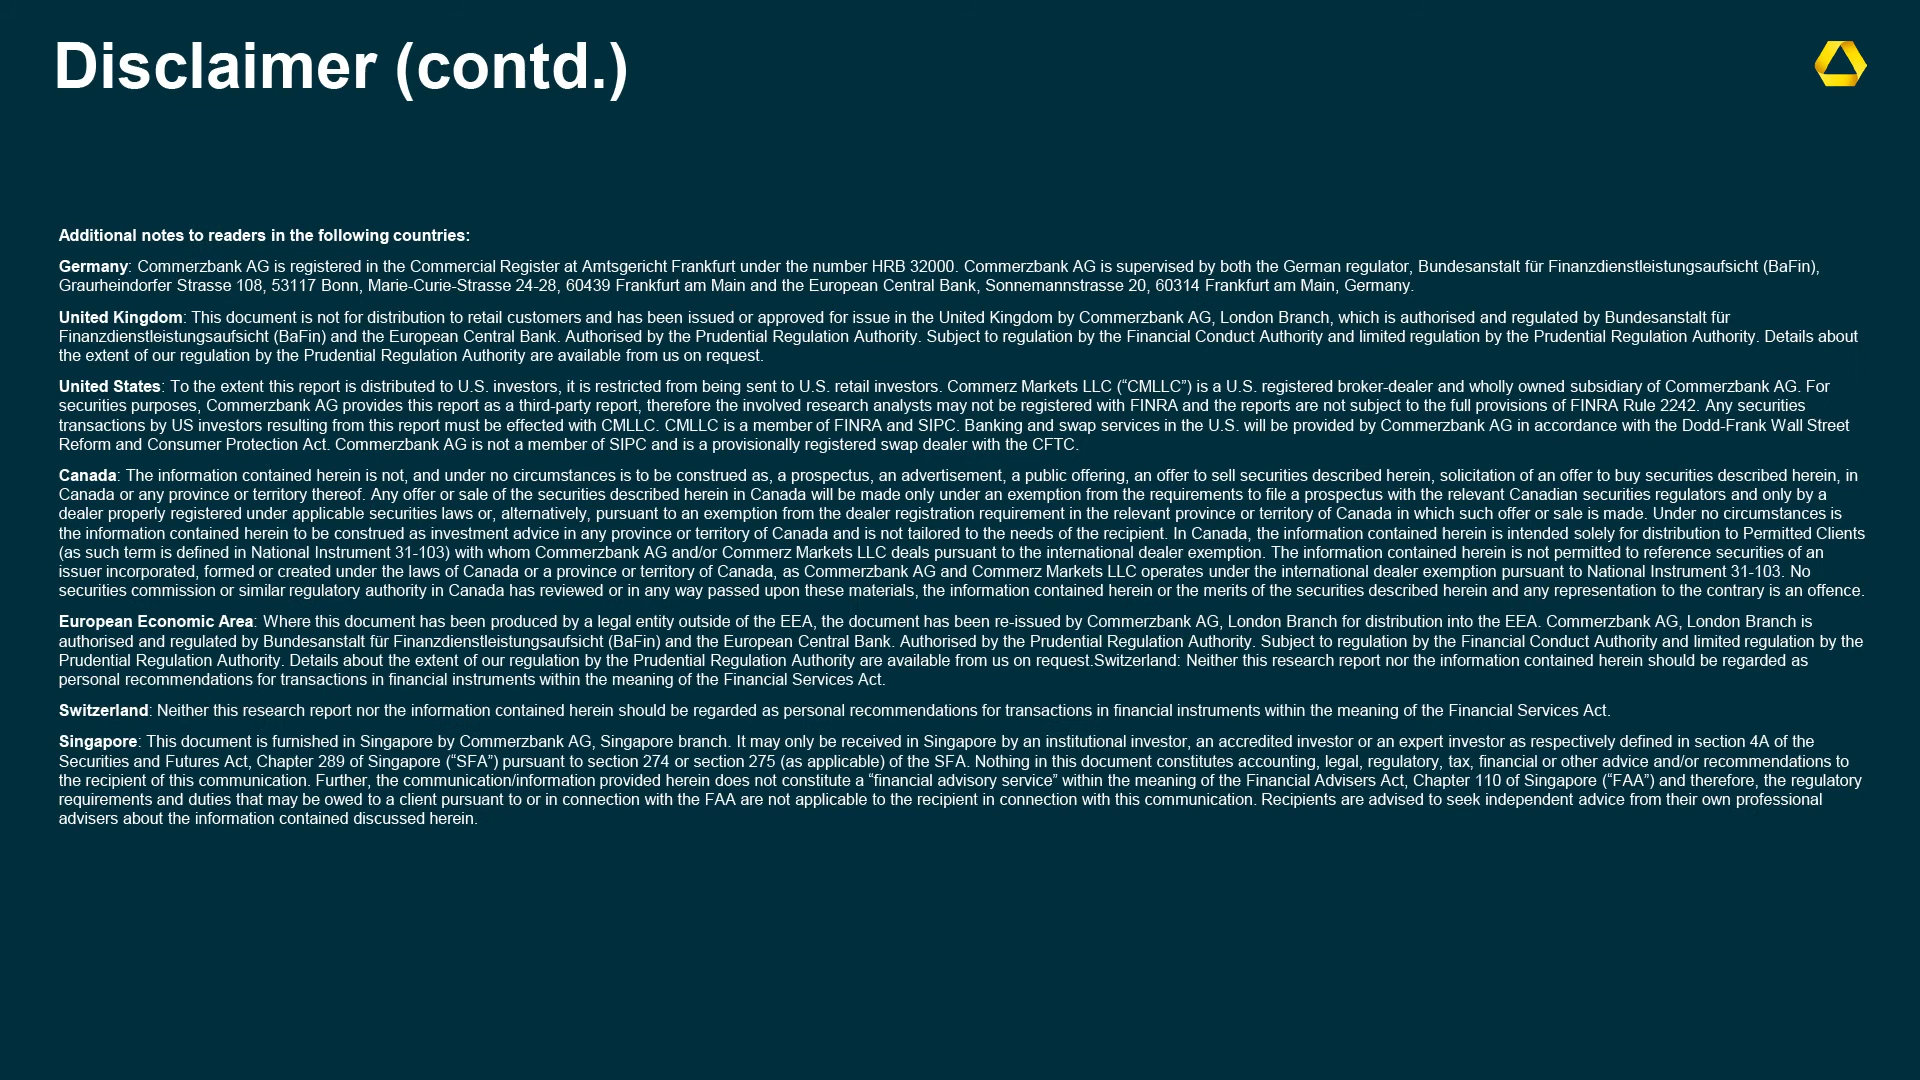 Disclaimer (contd.)
Additional notes to readers in the following countries:
Germany: Commerzbank AG is registered in the Commercial Register at Amtsgericht Frankfurt under the number HRB 32000. Commerzbank AG is supervised by both the German regulator, Bundesanstalt für Finanzdienstleistungsaufsicht (BaFin),
Graurheindorfer Strasse 108, 53117 Bonn, Marie-Curie-Strasse 24-28, 60439 Frankfurt am Main and the European Central Bank, Sonnemannstrasse 20, 60314 Frankfurt am Main, Germany.
United Kingdom: This document is not for distribution to retail customers and has been issued or approved for issue in the United Kingdom by Commerzbank AG, London Branch, which is authorised and regulated by Bundesanstalt für
Finanzdienstleistungsaufsicht (BaFin) and the European Central Bank. Authorised by the Prudential Regulation Authority. Subject to regulation by the Financial Conduct Authority and limited regulation by the Prudential Regulation Authority. Details about
the extent of our regulation by the Prudential Regulation Authority are available from us on request.
United States: To the extent this report is distributed to U.S. investors, it is restricted from being sent to U.S. retail investors. Commerz Markets LLC (“CMLLC”) is a U.S. registered broker-dealer and wholly owned subsidiary of Commerzbank AG. For
securities purposes, Commerzbank AG provides this report as a third-party report, therefore the involved research analysts may not be registered with FINRA and the reports are not subject to the full provisions of FINRA Rule 2242. Any securities
transactions by US investors resulting from this report must be effected with CMLLC. CMLLC is a member of FINRA and SIPC. Banking and swap services in the U.S. will be provided by Commerzbank AG in accordance with the Dodd-Frank Wall Street
Reform and Consumer Protection Act. Commerzbank AG is not a member of SIPC and is a provisionally registered swap dealer with the CFTC.
Canada: The information contained herein is not, and under no circumstances is to be construed as, a prospectus, an advertisement, a public offering, an offer to sell securities described herein, solicitation of an offer to buy securities described herein, in
Canada or any province or territory thereof. Any offer or sale of the securities described herein in Canada will be made only under an exemption from the requirements to file a prospectus with the relevant Canadian securities regulators and only by a
dealer properly registered under applicable securities laws or, alternatively, pursuant to an exemption from the dealer registration requirement in the relevant province or territory of Canada in which such offer or sale is made. Under no circumstances is
the information contained herein to be construed as investment advice in any province or territory of Canada and is not tailored to the needs of the recipient. In Canada, the information contained herein is intended solely for distribution to Permitted Clients
(as such term is defined in National Instrument 31-103) with whom Commerzbank AG and/or Commerz Markets LLC deals pursuant to the international dealer exemption. The information contained herein is not permitted to reference securities of an
issuer incorporated, formed or created under the laws of Canada or a province or territory of Canada, as Commerzbank AG and Commerz Markets LLC operates under the international dealer exemption pursuant to National Instrument 31-103. No
securities commission or similar regulatory authority in Canada has reviewed or in any way passed upon these materials, the information contained herein or the merits of the securities described herein and any representation to the contrary is an offence.
European Economic Area: Where this document has been produced by a legal entity outside of the EEA, the document has been re-issued by Commerzbank AG, London Branch for distribution into the EEA. Commerzbank AG, London Branch is
authorised and regulated by Bundesanstalt für Finanzdienstleistungsaufsicht (BaFin) and the European Central Bank. Authorised by the Prudential Regulation Authority. Subject to regulation by the Financial Conduct Authority and limited regulation by the
Prudential Regulation Authority. Details about the extent of our regulation by the Prudential Regulation Authority are available from us on request.Switzerland: Neither this research report nor the information contained herein should be regarded as
personal recommendations for transactions in financial instruments within the meaning of the Financial Services Act.
Switzerland: Neither this research report nor the information contained herein should be regarded as personal recommendations for transactions in financial instruments within the meaning of the Financial Services Act.
Singapore: This document is furnished in Singapore by Commerzbank AG, Singapore branch. It may only be received in Singapore by an institutional investor, an accredited investor or an expert investor as respectively defined in section 4A of the
Securities and Futures Act, Chapter 289 of Singapore (“SFA”) pursuant to section 274 or section 275 (as applicable) of the SFA. Nothing in this document constitutes accounting, legal, regulatory, tax, financial or other advice and/or recommendations to
the recipient of this communication. Further, the communication/information provided herein does not constitute a “financial advisory service” within the meaning of the Financial Advisers Act, Chapter 110 of Singapore (“FAA”) and therefore, the regulatory
requirements and duties that may be owed to a client pursuant to or in connection with the FAA are not applicable to the recipient in connection with this communication. Recipients are advised to seek independent advice from their own professional
advisers about the information contained discussed herein.